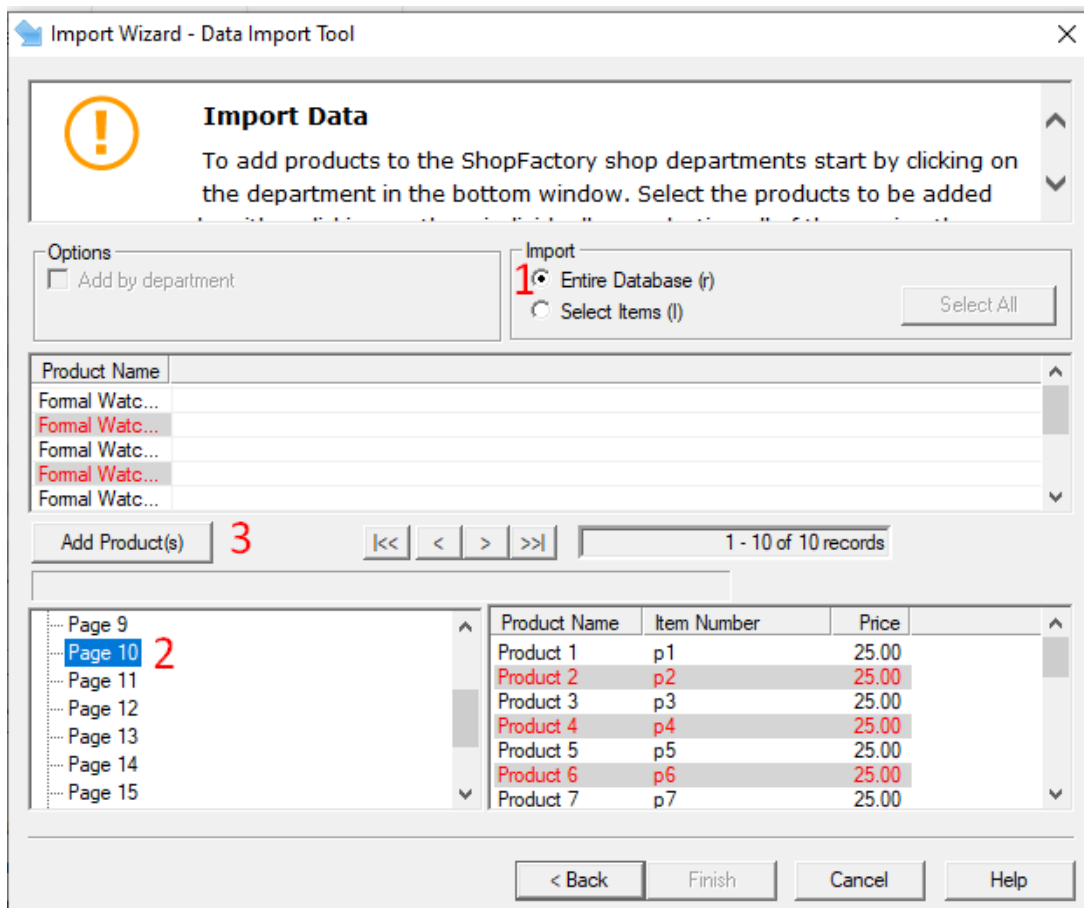 Import Wizard - Data Import Tool
Import Data
To add products to the ShopFactory shop departments start by clicking on
the department in the bottom window. Select the products to be added
Options
Add by department
Import
1 Entire Database (r)
Select Items (l)
Select All
Product Name
Formal Watc...
Formal Watc...
Formal Watc...
Formal Watc...
Formal Watc...
Add Product(s) 3
|<< < > >>| 1 - 10 of 10 records
Page 9
Page 10 2
Page 11
Page 12
Page 13
Page 14
Page 15
Product Name Item Number Price
Product 1 p1 25.00
Product 2 p2 25.00
Product 3 p3 25.00
Product 4 p4 25.00
Product 5 p5 25.00
Product 6 p6 25.00
Product 7 p7 25.00
< Back Finish Cancel Help